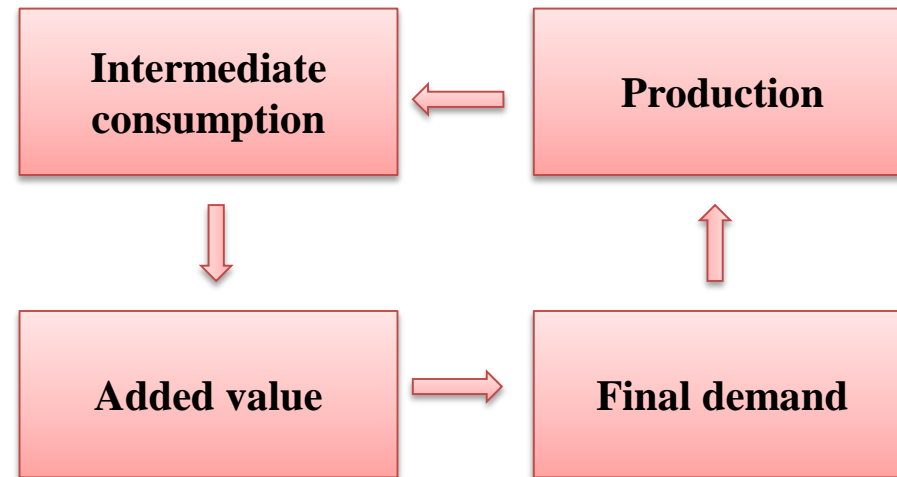 Intermediate
consumption
Production
Added value
Final demand